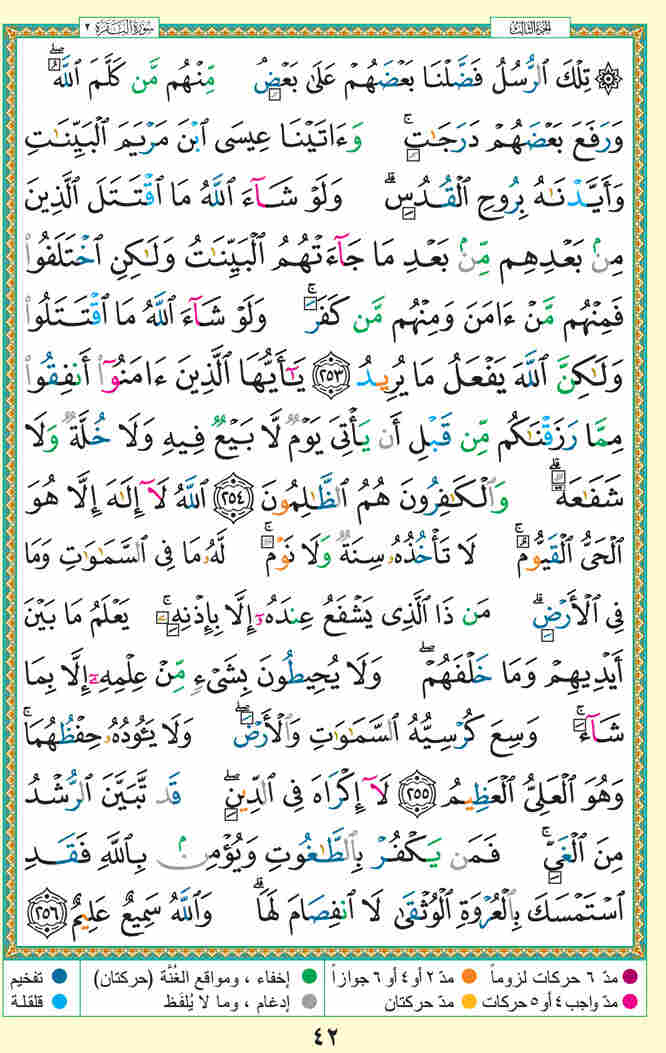 الجزء الثالث
سورة البقرة ٢
۞ تِلْكَ ٱلرُّسُلُ فَضَّلْنَا بَعْضَهُمْ عَلَىٰ بَعْضٍۘ مِّنْهُم مَّن كَلَّمَ ٱللَّهُۖ
وَرَفَعَ بَعْضَهُمْ دَرَجَـٰتٍۚ وَءَاتَيْنَا عِيسَى ٱبْنَ مَرْيَمَ ٱلْبَيِّنَـٰتِ
وَأَيَّدْنَـٰهُ بِرُوحِ ٱلْقُدُسِۗ وَلَوْ شَآءَ ٱللَّهُ مَا ٱقْتَتَلَ ٱلَّذِينَ
مِنۢ بَعْدِهِم مِّنۢ بَعْدِ مَا جَآءَتْهُمُ ٱلْبَيِّنَـٰتُ وَلَـٰكِنِ ٱخْتَلَفُوا۟
فَمِنْهُم مَّنْ ءَامَنَ وَمِنْهُم مَّن كَفَرَۚ وَلَوْ شَآءَ ٱللَّهُ مَا ٱقْتَتَلُوا۟
وَلَـٰكِنَّ ٱللَّهَ يَفْعَلُ مَا يُرِيدُ ٢٥٣ يَـٰٓأَيُّهَا ٱلَّذِينَ ءَامَنُوٓا۟ أَنفِقُوا۟
مِمَّا رَزَقْنَـٰكُم مِّن قَبْلِ أَن يَأْتِىَ يَوْمٌ لَّا بَيْعٌ فِيهِ وَلَا خُلَّةٌ وَلَا
شَفَـٰعَةٌۗ وَٱلْكَـٰفِرُونَ هُمُ ٱلظَّـٰلِمُونَ ٢٥٤ ٱللَّهُ لَآ إِلَـٰهَ إِلَّا هُوَ
ٱلْحَىُّ ٱلْقَيُّومُۚ لَا تَأْخُذُهُۥ سِنَةٌ وَلَا نَوْمٌۚ لَّهُۥ مَا فِى ٱلسَّمَـٰوَٰتِ وَمَا
فِى ٱلْأَرْضِۗ مَن ذَا ٱلَّذِى يَشْفَعُ عِندَهُۥٓ إِلَّا بِإِذْنِهِۦۚ يَعْلَمُ مَا بَيْنَ
أَيْدِيهِمْ وَمَا خَلْفَهُمْۖ وَلَا يُحِيطُونَ بِشَىْءٍ مِّنْ عِلْمِهِۦٓ إِلَّا بِمَا
شَآءَۚ وَسِعَ كُرْسِيُّهُ ٱلسَّمَـٰوَٰتِ وَٱلْأَرْضَۖ وَلَا يَـُٔودُهُۥ حِفْظُهُمَاۚ
وَهُوَ ٱلْعَلِىُّ ٱلْعَظِيمُ ٢٥٥ لَآ إِكْرَاهَ فِى ٱلدِّينِۖ قَد تَّبَيَّنَ ٱلرُّشْدُ
مِنَ ٱلْغَىِّۚ فَمَن يَكْفُرْ بِٱلطَّـٰغُوتِ وَيُؤْمِنۢ بِٱللَّهِ فَقَدِ
ٱسْتَمْسَكَ بِٱلْعُرْوَةِ ٱلْوُثْقَىٰ لَا ٱنفِصَامَ لَهَاۗ وَٱللَّهُ سَمِيعٌ عَلِيمٌ ٢٥٦
مدّ ٦ حركات لزوماً
مدّ ٢ أو ٤ أو ٦ جوازاً
إخفاء ، ومواقع الغُنَّة (حركتان)
تفخيم
مدّ واجب ٤ أو ٥ حركات
مدّ حركتان
إدغام ، وما لا يُلفَظ
قلقلة
٤٢